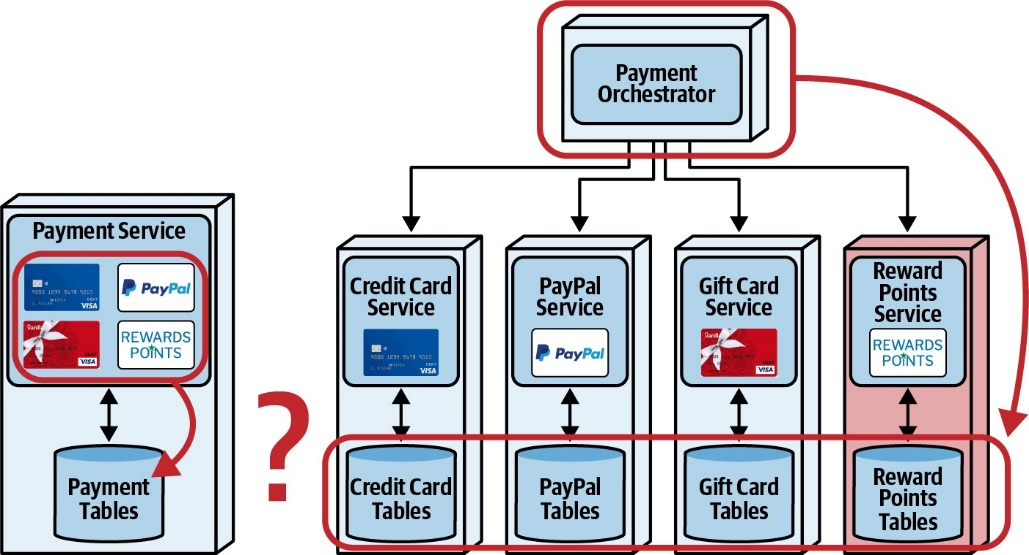 Payment
Orchestrator
Payment Service
VISA
PayPal
VISA
REWARDS
POINTS
Payment
Tables
?
Credit Card
Service
VISA
PayPal
Service
PayPal
Gift Card
Service
VISA
Reward
Points
Service
REWARDS
POINTS
Credit Card
Tables
PayPal
Tables
Gift Card
Tables
Reward
Points
Tables